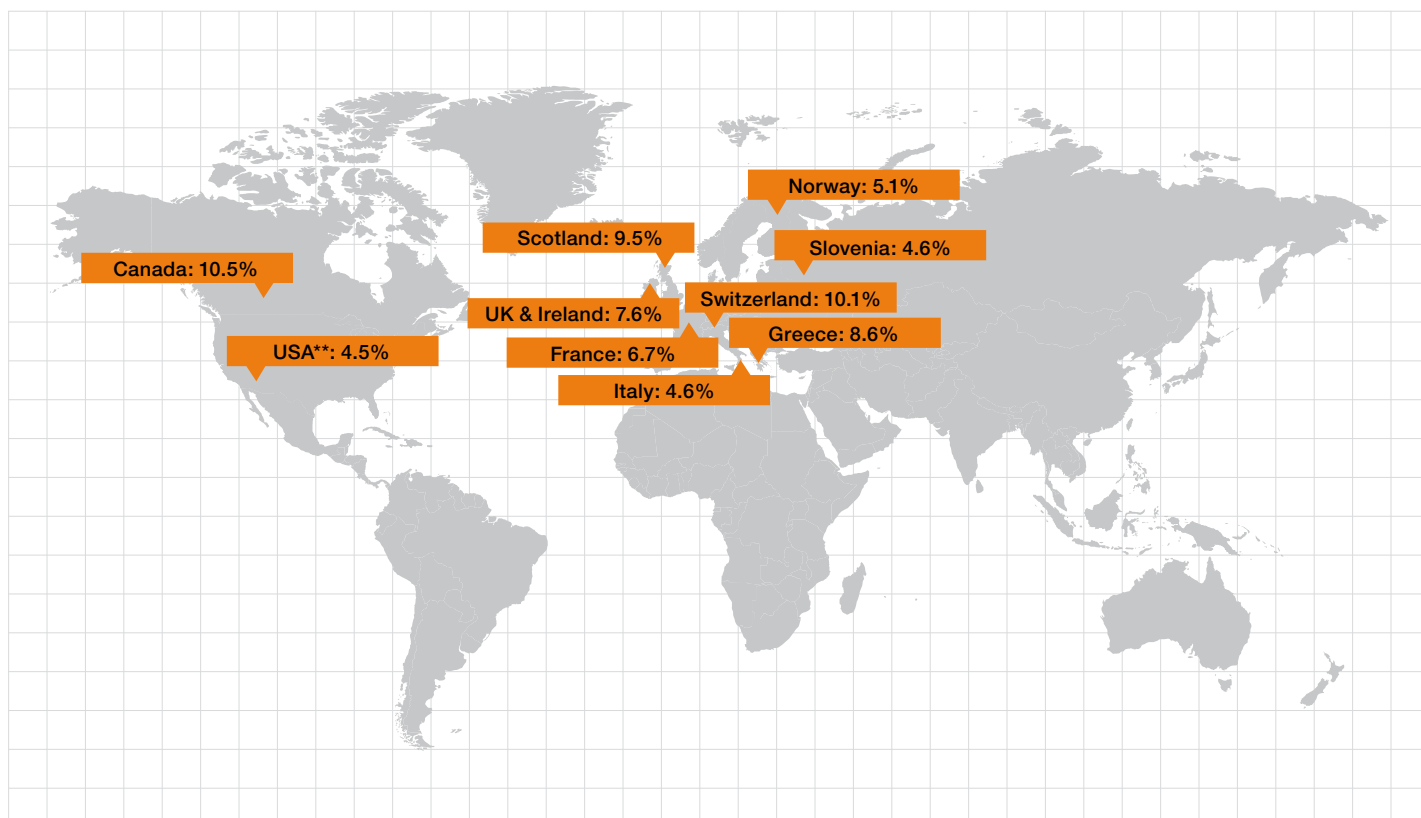 Norway: 5.1%
Scotland: 9.5%
Slovenia: 4.6%
Canada: 10.5%
Switzerland: 10.1%
UK & Ireland: 7.6%
Greece: 8.6%
USA**: 4.5%
France: 6.7%
Italy: 4.6%